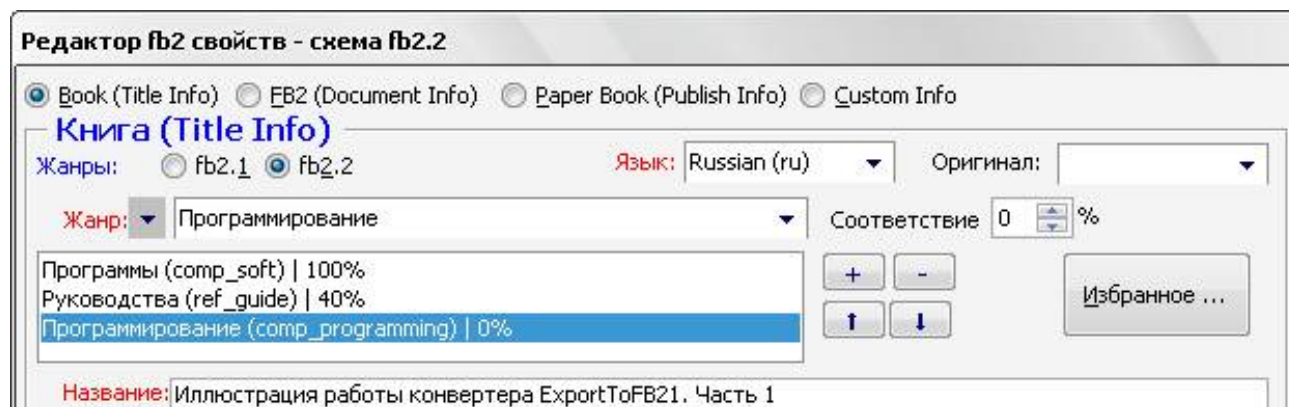 Редактор fb2 свойств - схема fb2.2
Book (Title Info) FB2 (Document Info) Paper Book (Publish Info) Custom Info
Книга (Title Info)
Жанры: fb2.1 fb2.2 Язык: Russian (ru) Оригинал:
Жанр: Программирование Соответствие 0 %
Программы (comp_soft) | 100% + -
Руководства (ref_guide) | 40% Избранное ...
Программирование (comp_programming) | 0%
Название: Иллюстрация работы конвертера ExportToFB21. Часть 1